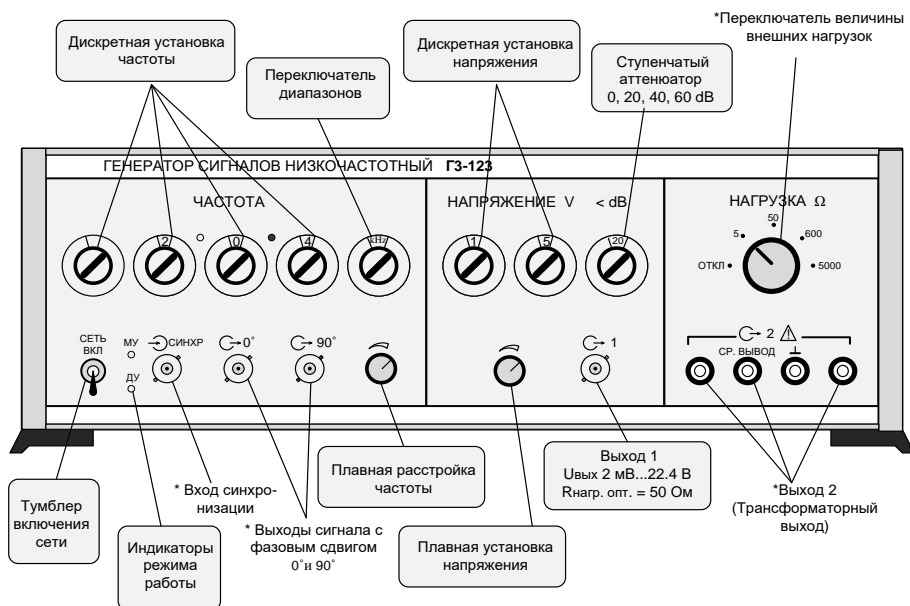 *Переключатель величины
внешних нагрузок
Дискретная установка
частоты
Переключатель
диапазонов
Дискретная установка
напряжения
Ступенчатый
аттенюатор
0, 20, 40, 60 dB
ГЕНЕРАТОР СИГНАЛОВ НИЗКОЧАСТОТНЫЙ ГЗ-123
ЧАСТОТА
НАПРЯЖЕНИЕ V < dB
НАГРУЗКА Ω
2 0 4 kHz
1 5 20
50
5 600
ОТКЛ 5000
СЕТЬ
ВКЛ
МУ
СИНХР
0°
90°
1
2
СР. ВЫВОД
ДУ
Тумблер
включения
сети
* Вход синхро-
низации
Индикаторы
режима
работы
* Выходы сигнала с
фазовым сдвигом
0°и 90°
Плавная расстройка
частоты
Плавная установка
напряжения
Выход 1
Uвых 2 мВ...22.4 В
Rнагр. опт. = 50 Ом
*Выход 2
(Трансформаторный
выход)